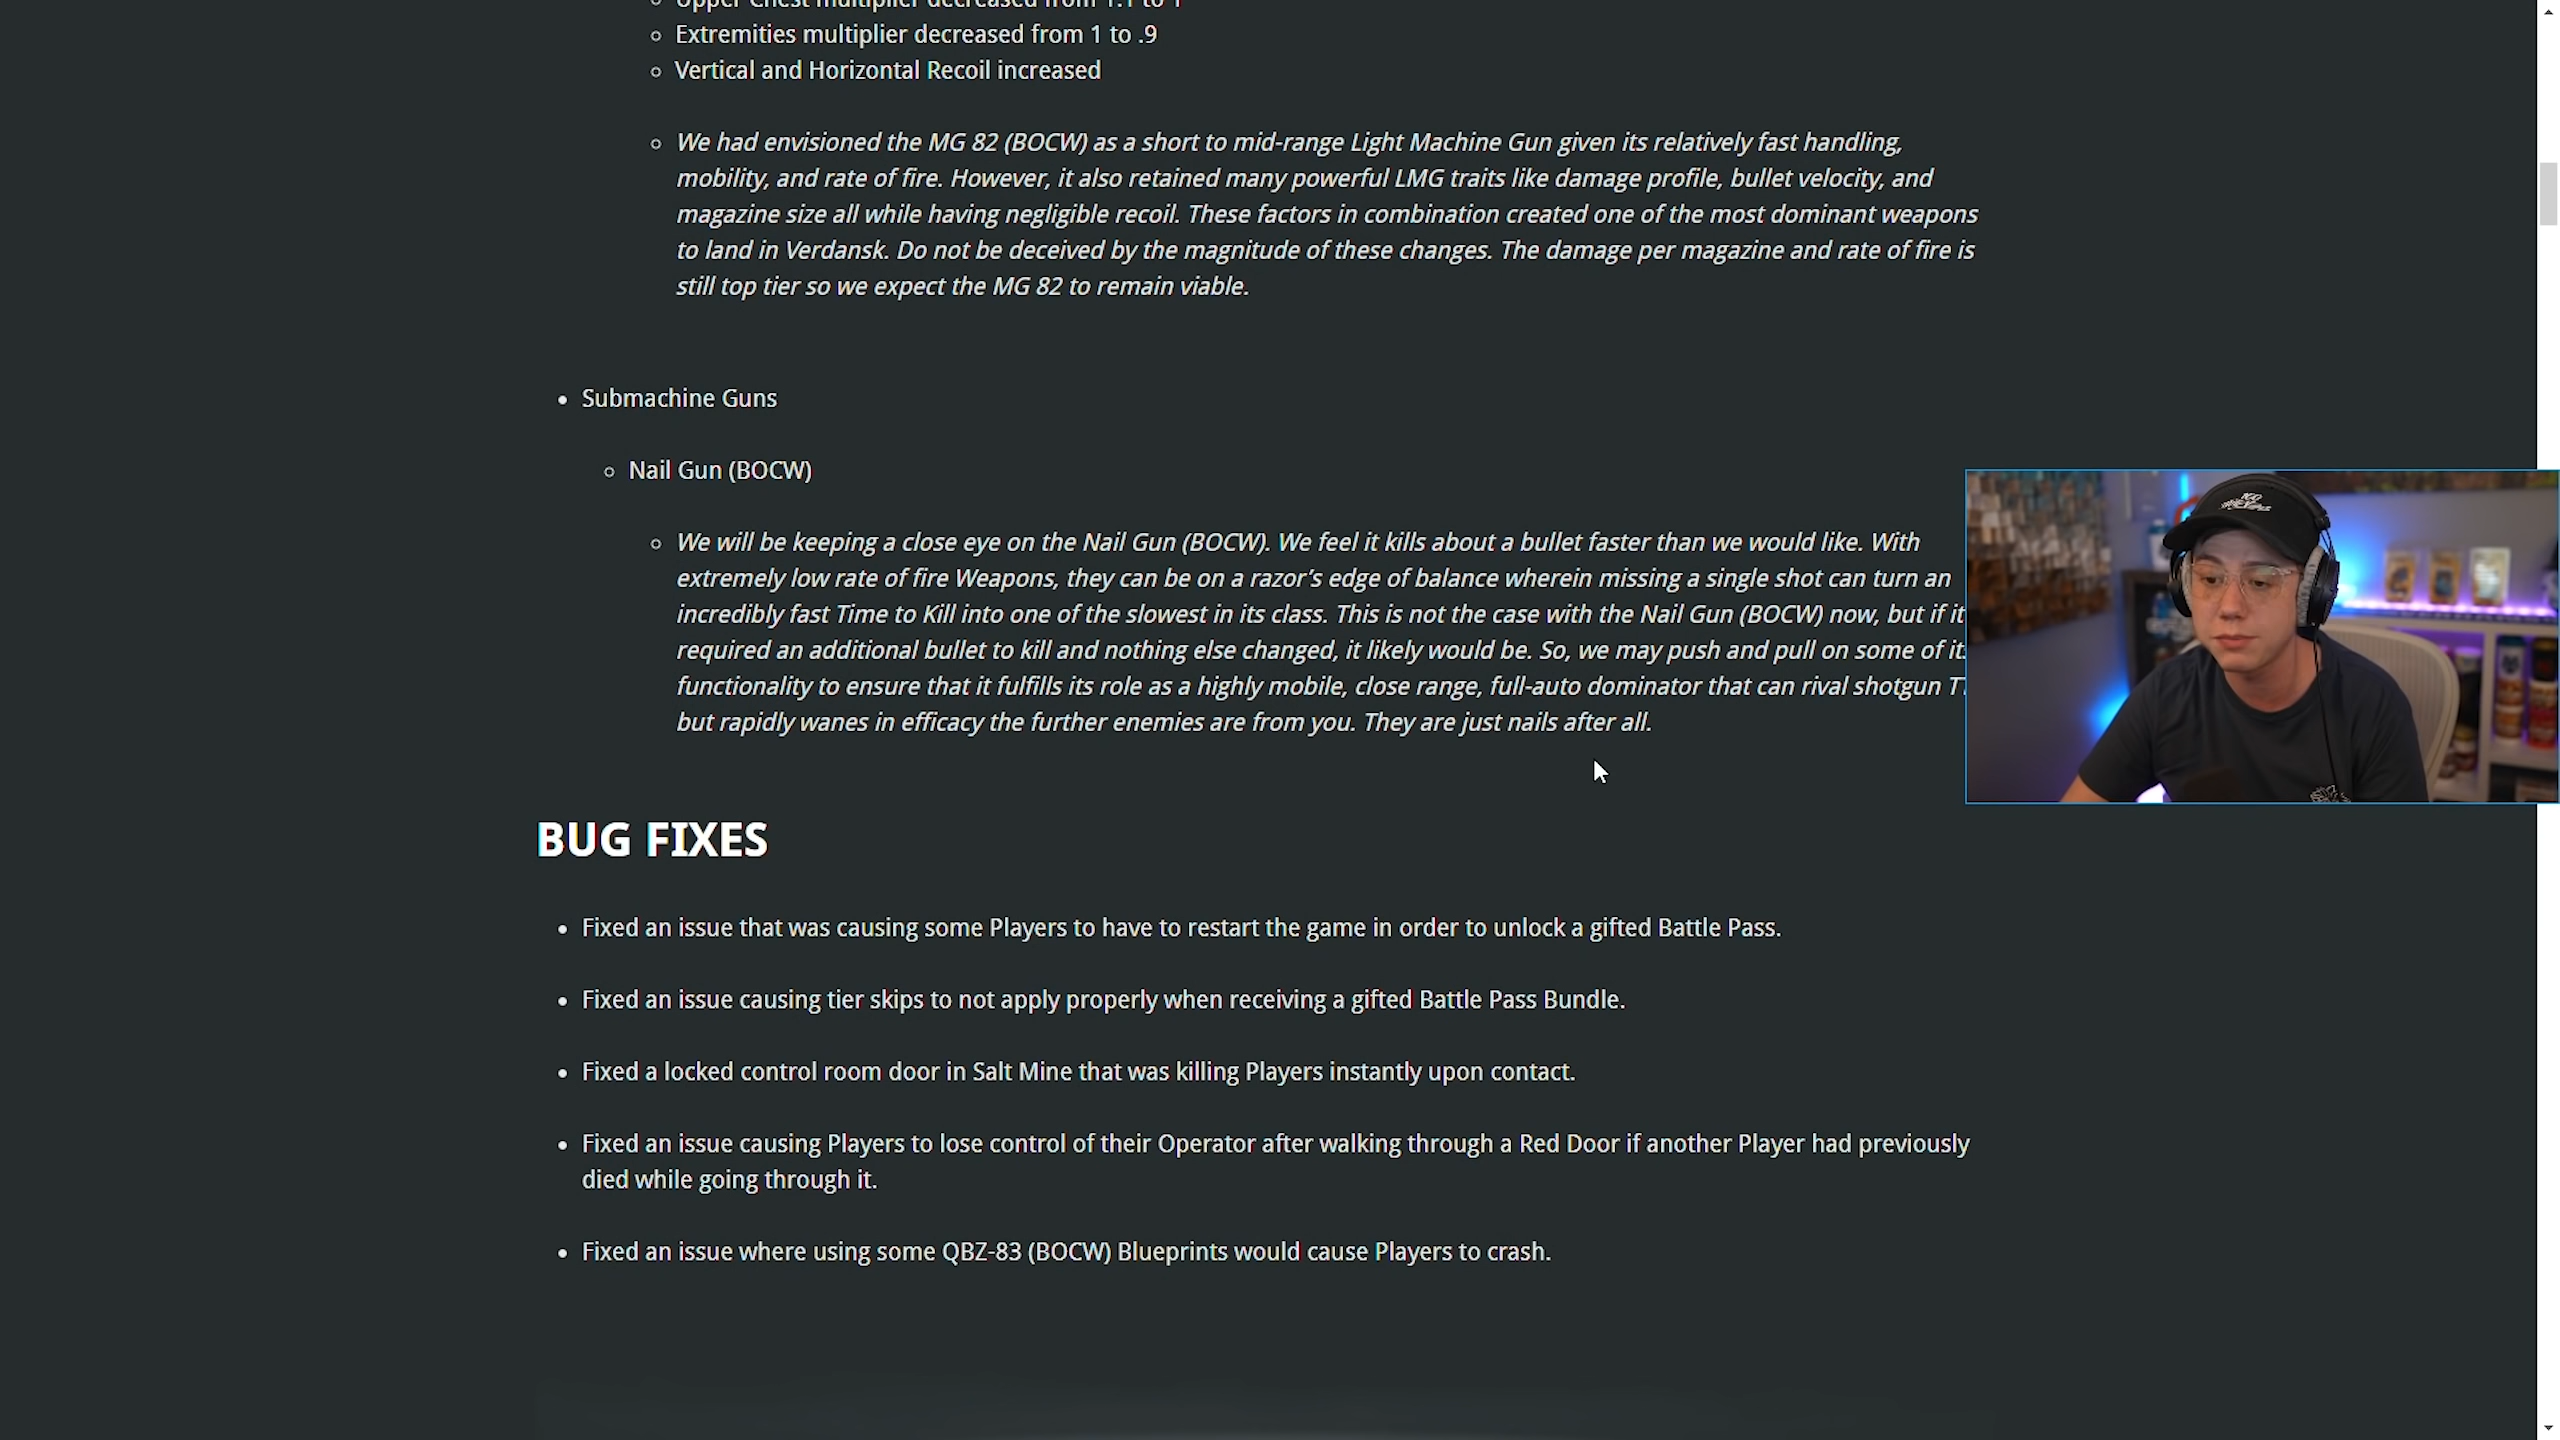 Upper Chest multiplier decreased from 1.1 to 1
Extremities multiplier decreased from 1 to .9
Vertical and Horizontal Recoil increased
We had envisioned the MG 82 (BOCW) as a short to mid-range Light Machine Gun given its relatively fast handling,
mobility, and rate of fire. However, it also retained many powerful LMG traits like damage profile, bullet velocity, and
magazine size all while having negligible recoil. These factors in combination created one of the most dominant weapons
to land in Verdansk. Do not be deceived by the magnitude of these changes. The damage per magazine and rate of fire is
still top tier so we expect the MG 82 to remain viable.
Submachine Guns
Nail Gun (BOCW)
We will be keeping a close eye on the Nail Gun (BOCW). We feel it kills about a bullet faster than we would like. With
extremely low rate of fire Weapons, they can be on a razor’s edge of balance wherein missing a single shot can turn an
incredibly fast Time to Kill into one of the slowest in its class. This is not the case with the Nail Gun (BOCW) now, but if it
required an additional bullet to kill and nothing else changed, it likely would be. So, we may push and pull on some of
functionality to ensure that it fulfills its role as a highly mobile, close range, full-auto dominator that can rival shotgun
but rapidly wanes in efficacy the further enemies are from you. They are just nails after all.
BUG FIXES
Fixed an issue that was causing some Players to have to restart the game in order to unlock a gifted Battle Pass.
Fixed an issue causing tier skips to not apply properly when receiving a gifted Battle Pass Bundle.
Fixed a locked control room door in Salt Mine that was killing Players instantly upon contact.
Fixed an issue causing Players to lose control of their Operator after walking through a Red Door if another Player had previously
died while going through it.
Fixed an issue where using some QBZ-83 (BOCW) Blueprints would cause Players to crash.